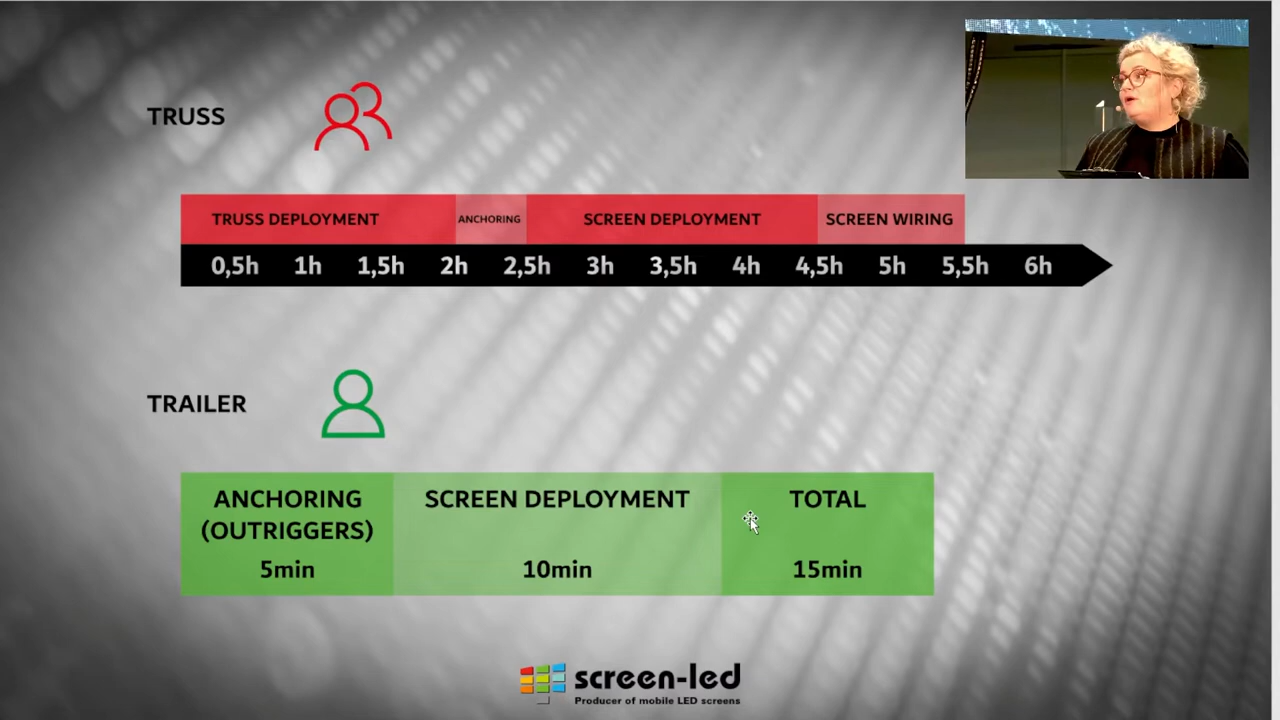 TRUSS
TRUSS DEPLOYMENT ANCHORING SCREEN DEPLOYMENT SCREEN WIRING
0,5h 1h 1,5h 2h 2,5h 3h 3,5h 4h 4,5h 5h 5,5h 6h
TRAILER
ANCHORING
(OUTRIGGERS)
5min
SCREEN DEPLOYMENT
10min
TOTAL
15min
screen-led
Producer of mobile LED screens